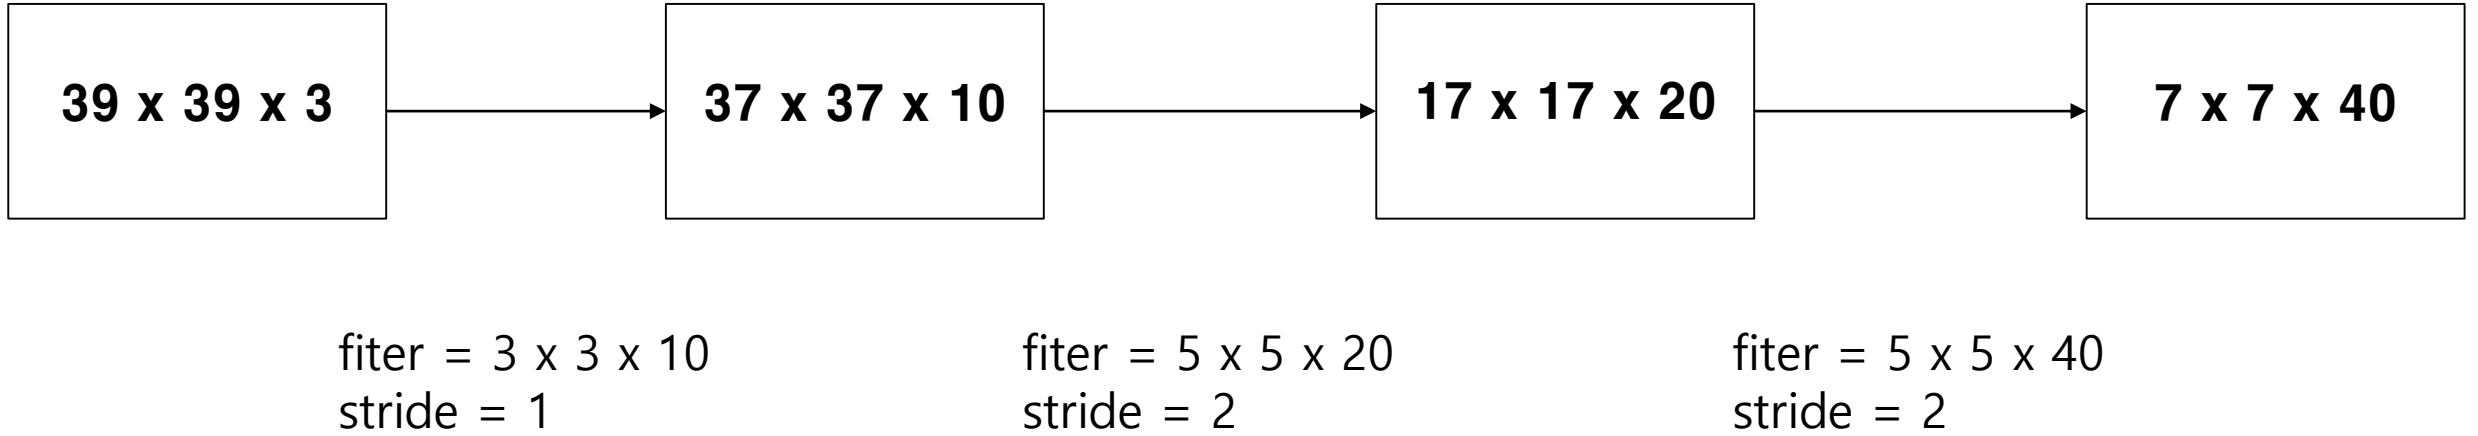 39 x 39 x 3
37 x 37 x 10
17 x 17 x 20
7 x 7 x 40
fiter = 3 x 3 x 10
stride = 1
fiter = 5 x 5 x 20
stride = 2
fiter = 5 x 5 x 40
stride = 2